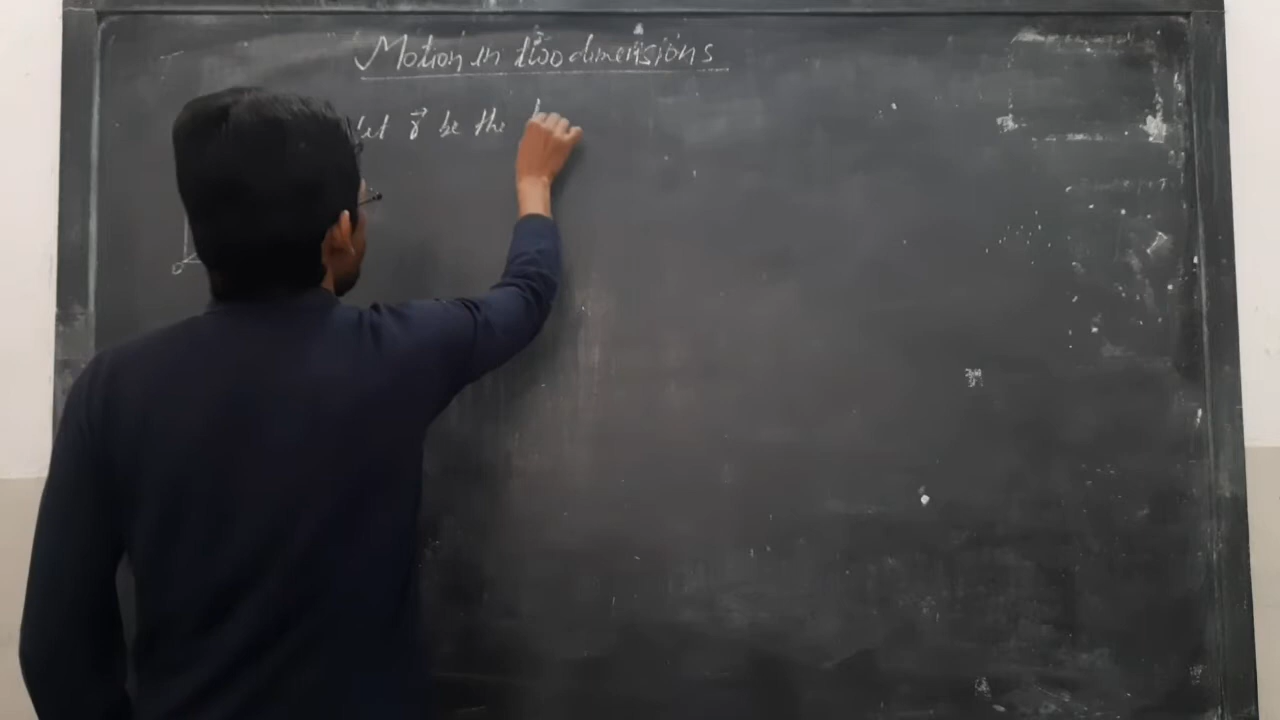 Motion in two dimensions
Let r⃗ be the